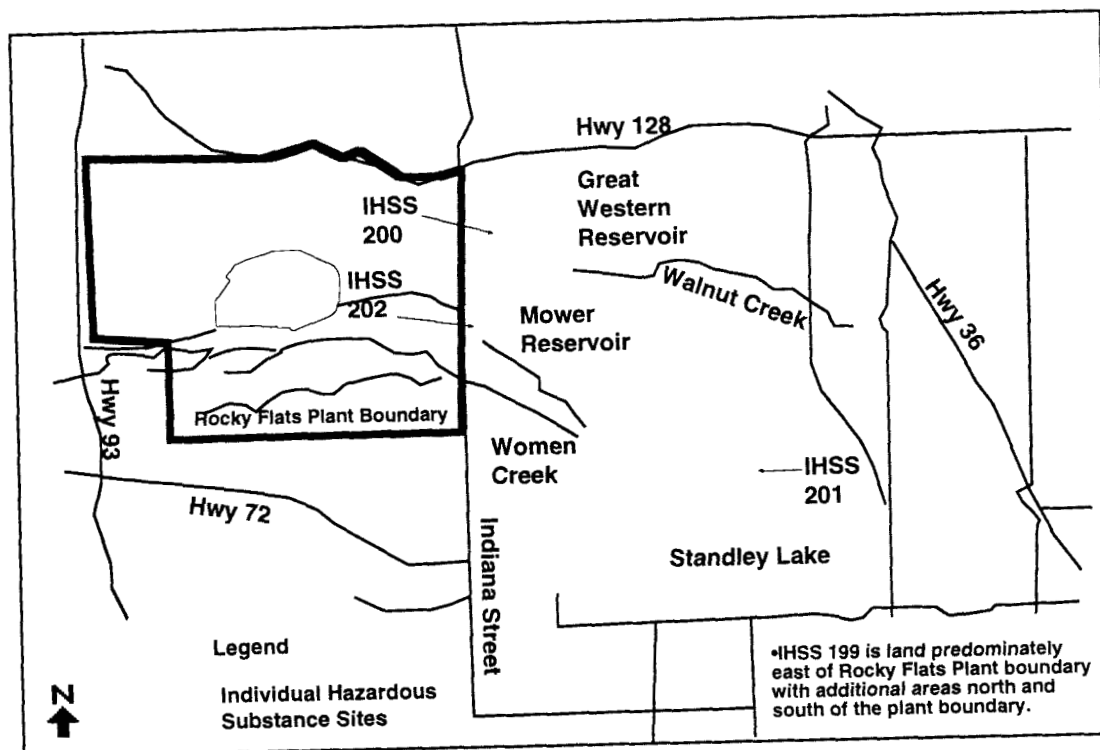 Hwy 128
Great
Western
Reservoir
IHSS
200
IHSS
202
Walnut Creek
Hwy 36
Mower
Reservoir
Hwy 93
Rocky Flats Plant Boundary
Women
Creek
IHSS
201
Hwy 72
Indiana Street
Standley Lake
Legend
Individual Hazardous
Substance Sites
N
•IHSS 199 is land predominately
east of Rocky Flats Plant boundary
with additional areas north and
south of the plant boundary.